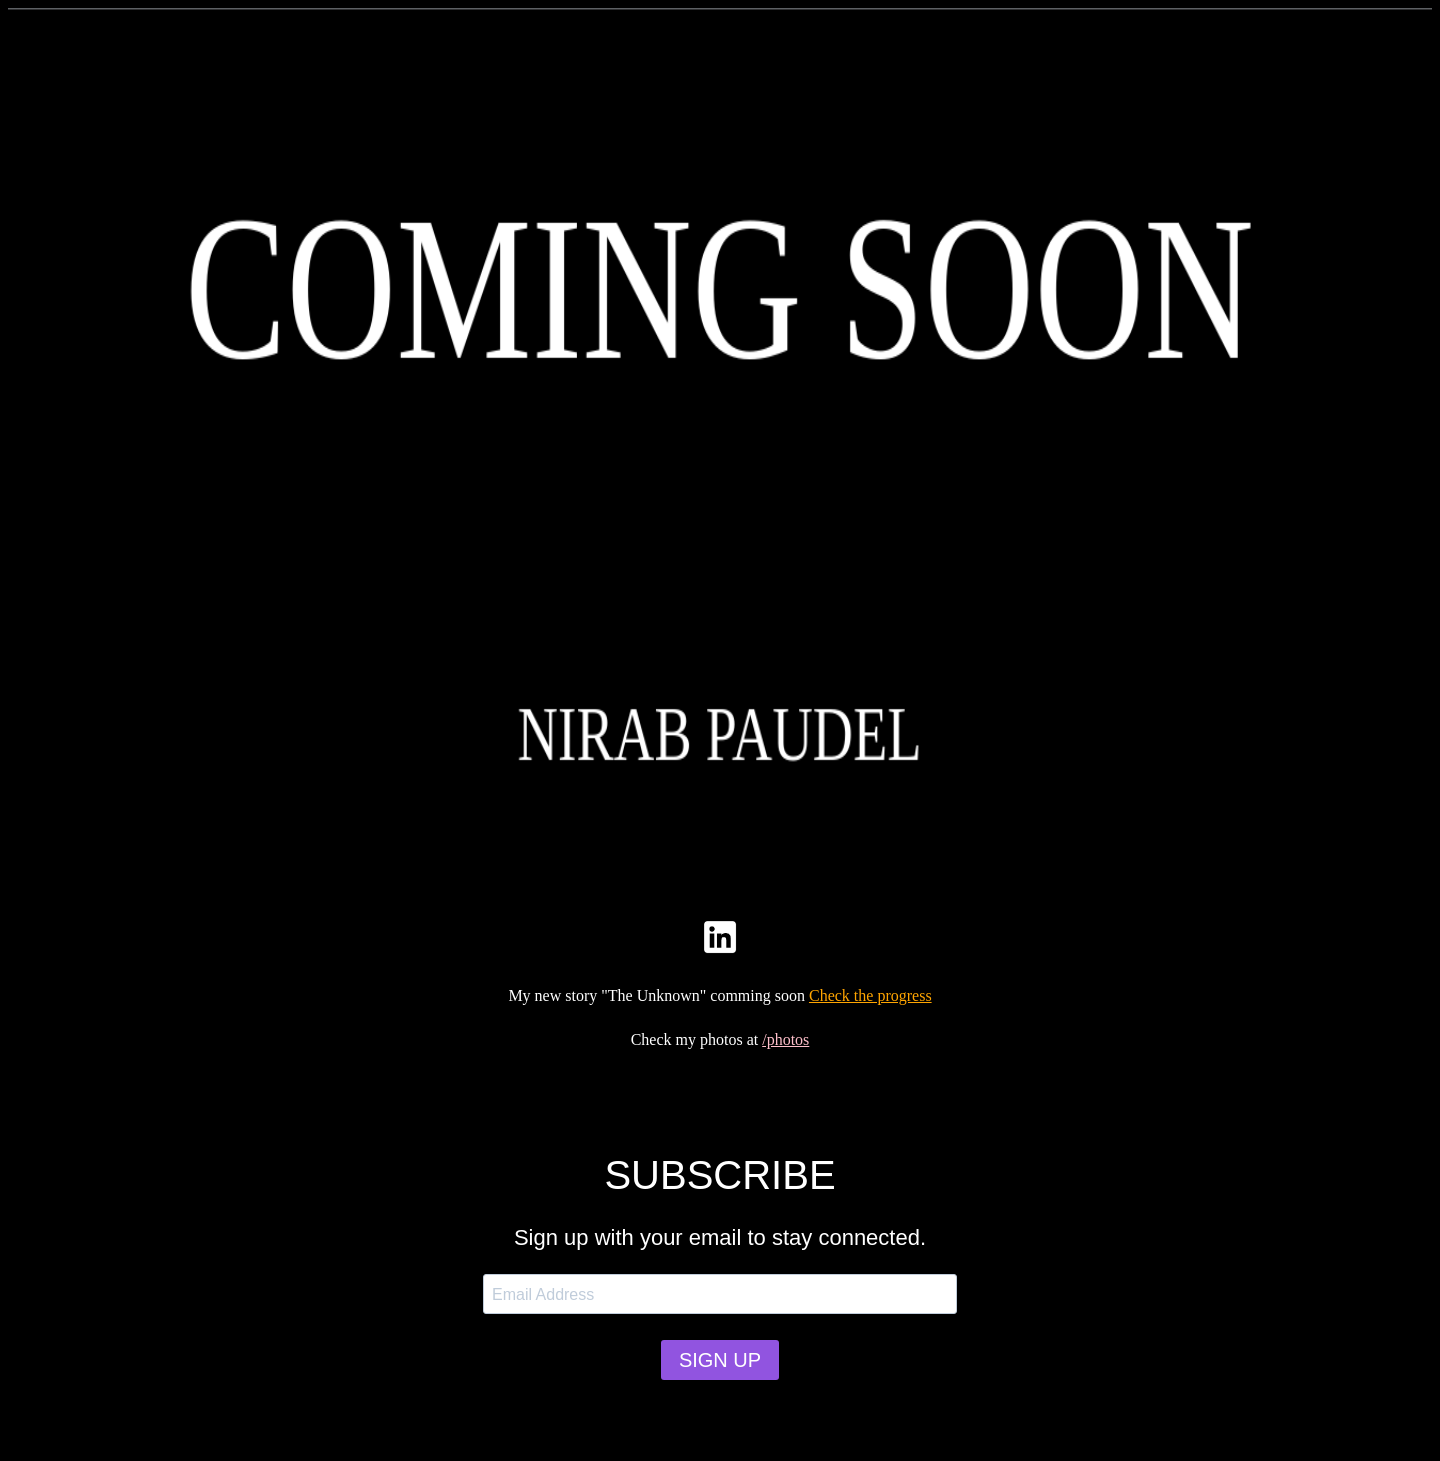 COMING SOON
NIRAB PAUDEL
in
My new story "The Unknown" comming soon Check the progress
Check my photos at /photos
SUBSCRIBE
Sign up with your email to stay connected.
Email Address
SIGN UP